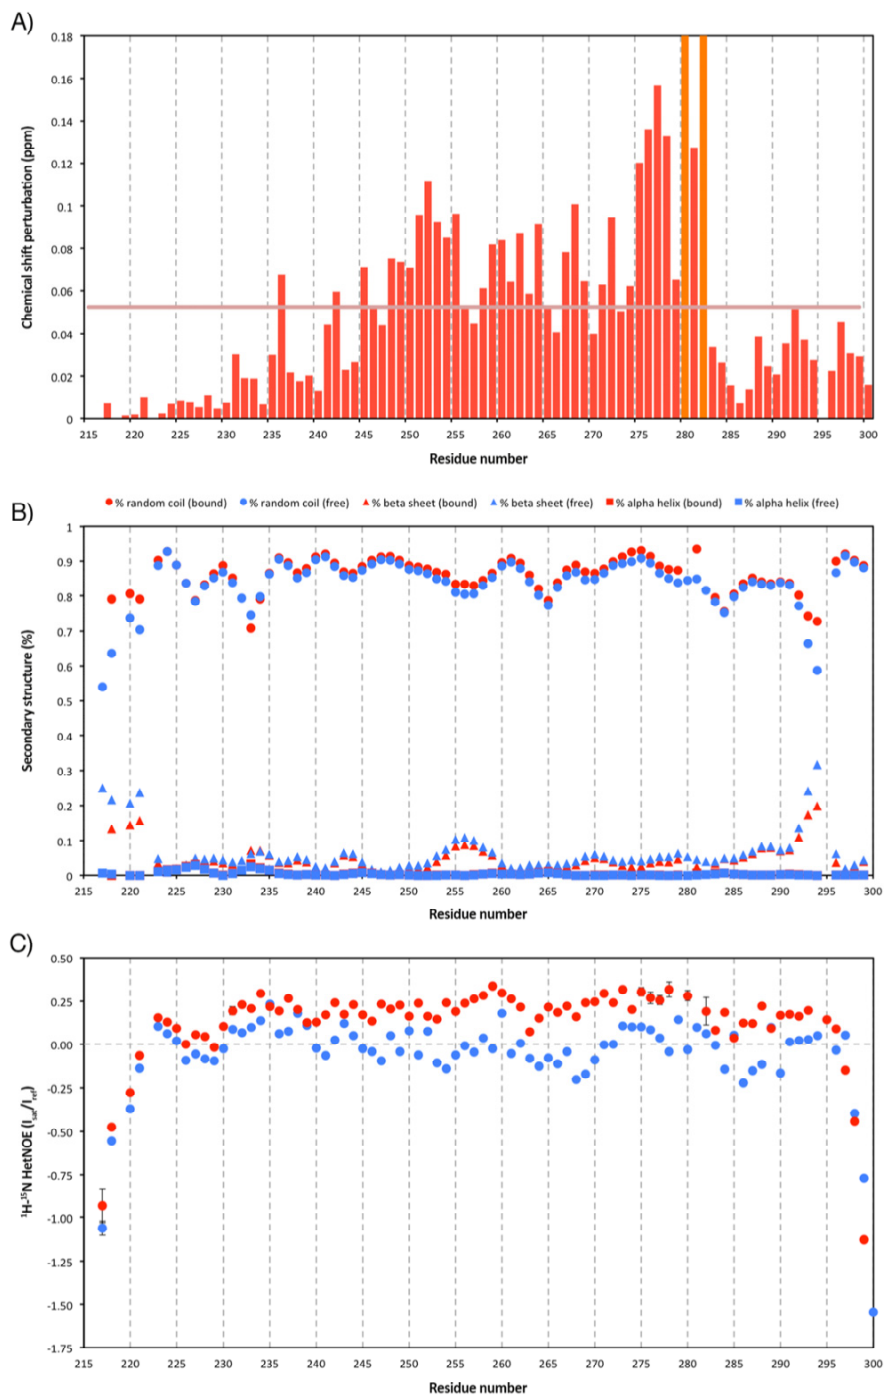 A)
0.18
0.16
0.14
0.12
0.1
0.08
0.06
0.04
0.02
0
Chemical shift perturbation (ppm)
215 220 225 230 235 240 245 250 255 260 265 270 275 280 285 290 295 300
Residue number
% random coil (bound) % random coil (free) % beta sheet (bound) % beta sheet (free) % alpha helix (bound) % alpha helix (free)
B)
1
0.9
0.8
0.7
0.6
0.5
0.4
0.3
0.2
0.1
0
Secondary structure (%)
215 220 225 230 235 240 245 250 255 260 265 270 275 280 285 290 295 300
Residue number
C)
0.50
0.25
0.00
-0.25
-0.50
-0.75
-1.00
-1.25
-1.50
-1.75
¹H-¹⁵N HetNOE (I_sat/I_ref)
215 220 225 230 235 240 245 250 255 260 265 270 275 280 285 290 295 300
Residue number